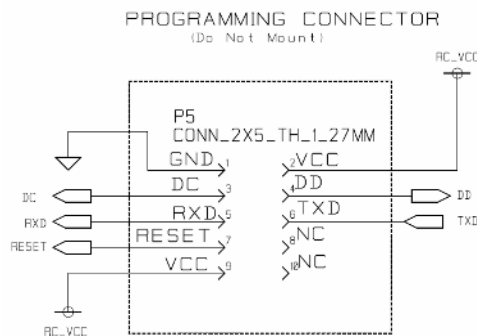 PROGRAMMING CONNECTOR
(Do Not Mount)
RC_VCC
P5
CONN_2X5_TH_1_27MM
GND 1 2 VCC
DC DC 3 4 DD DD
RXD RXD 5 6 TXD TXD
RESET RESET 7 8 NC
VCC 9 10 NC
RC_VCC